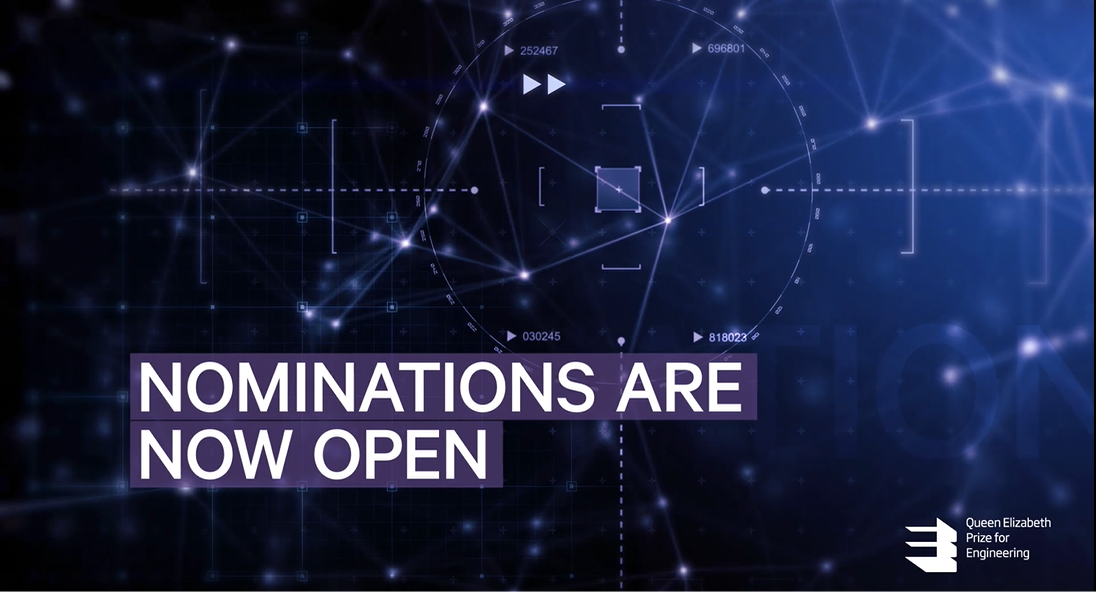 252467
696801
030245
818023
NOMINATIONS ARE
NOW OPEN
Queen Elizabeth
Prize for
Engineering